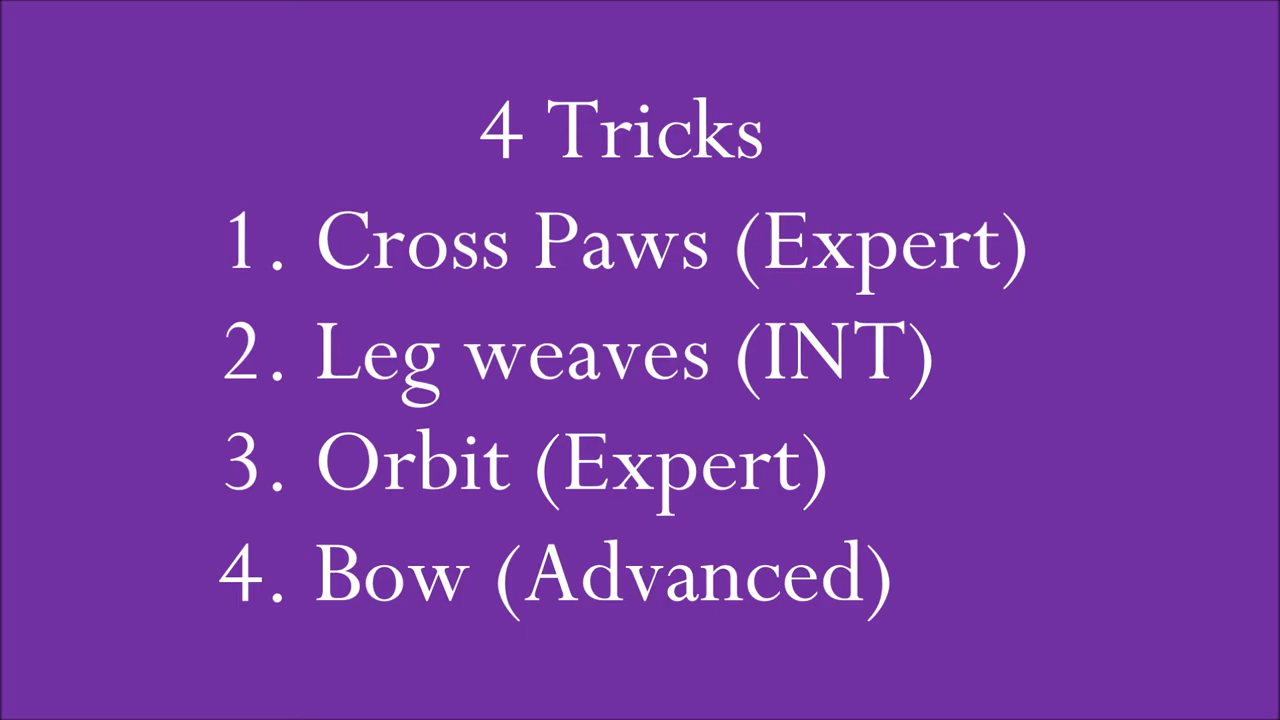 4 Tricks
1. Cross Paws (Expert)
2. Leg weaves (INT)
3. Orbit (Expert)
4. Bow (Advanced)